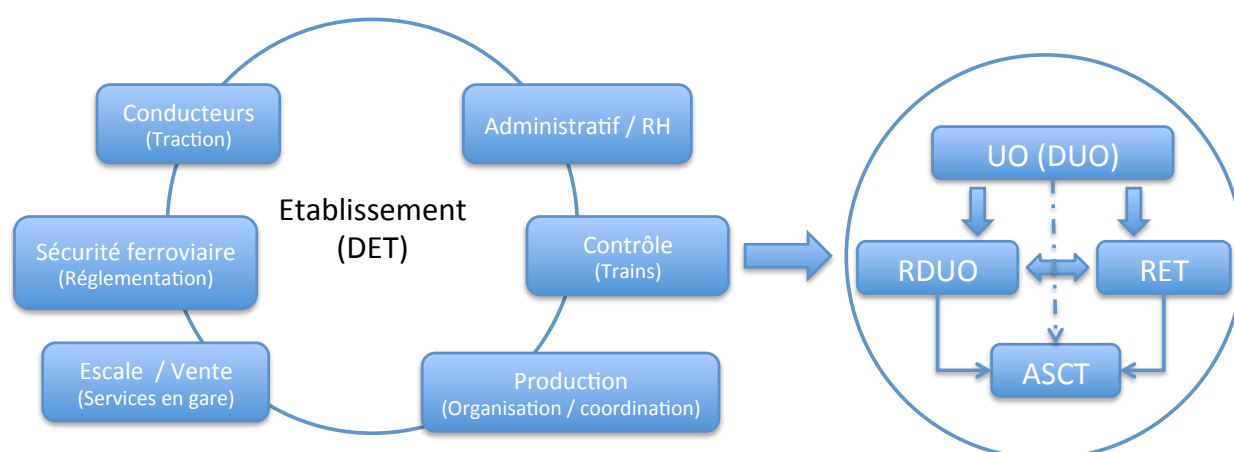 Conducteurs
(Traction)
Administratif / RH
Etablissement
(DET)
Sécurité ferroviaire
(Réglementation)
Contrôle
(Trains)
Escale / Vente
(Services en gare)
Production
(Organisation / coordination)
UO (DUO)
RDUO
RET
ASCT